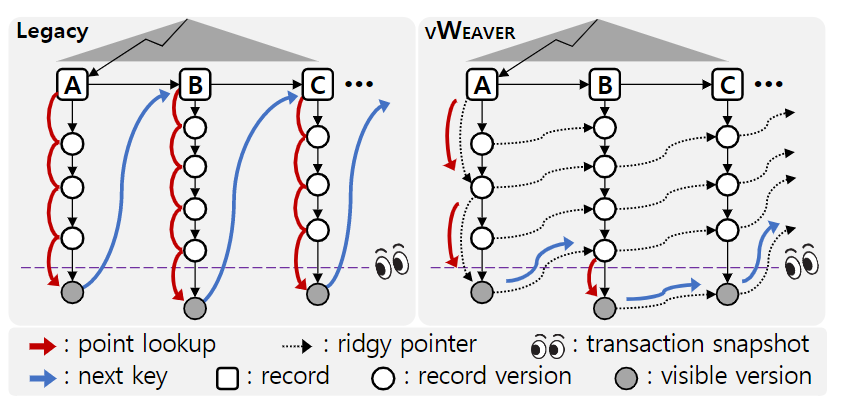 Legacy
vWeaver
A
B
C
•••
A
B
C
•••
: point lookup
: ridgy pointer
: transaction snapshot
: next key
: record
: record version
: visible version